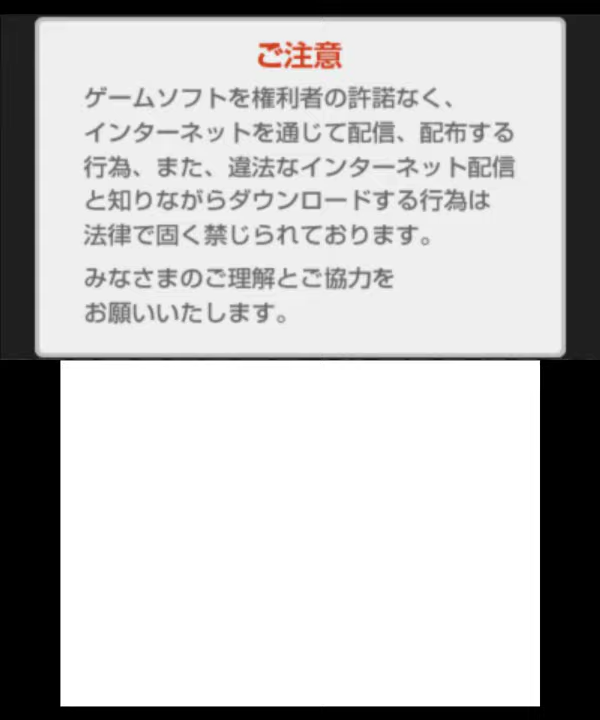 ご注意
ゲームソフトを権利者の許諾なく、
インターネットを通じて配信、配布する
行為、また、違法なインターネット配信
と知りながらダウンロードする行為は
法律で固く禁じられております。
みなさまのご理解とご協力を
お願いいたします。